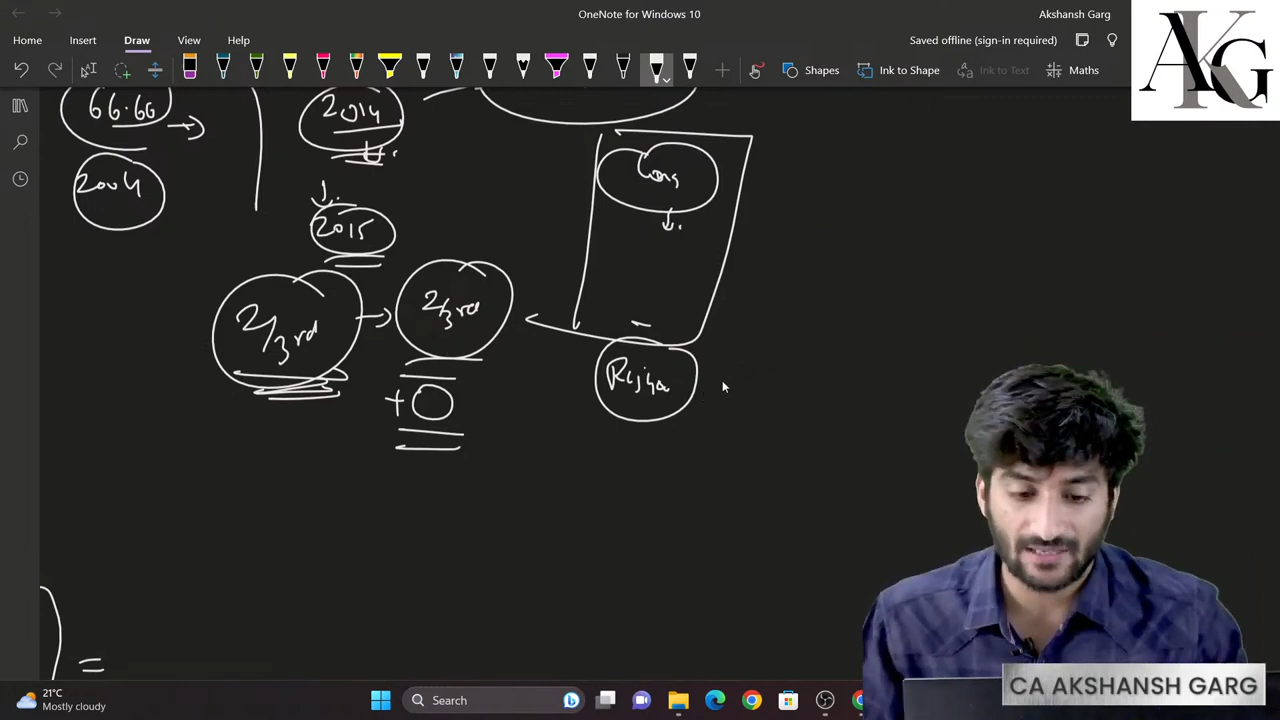 OneNote for Windows 10
Akshansh Garg
Home Insert Draw View Help
Saved offline (sign-in required)
Shapes
Ink to Shape
Ink to Text
Maths
AKG
66.66
2014
2004
Cong
2015
2/3rd
2/3rd
Rajya
+
=
21°C
Mostly cloudy
Search
CA AKSHANSH GARG